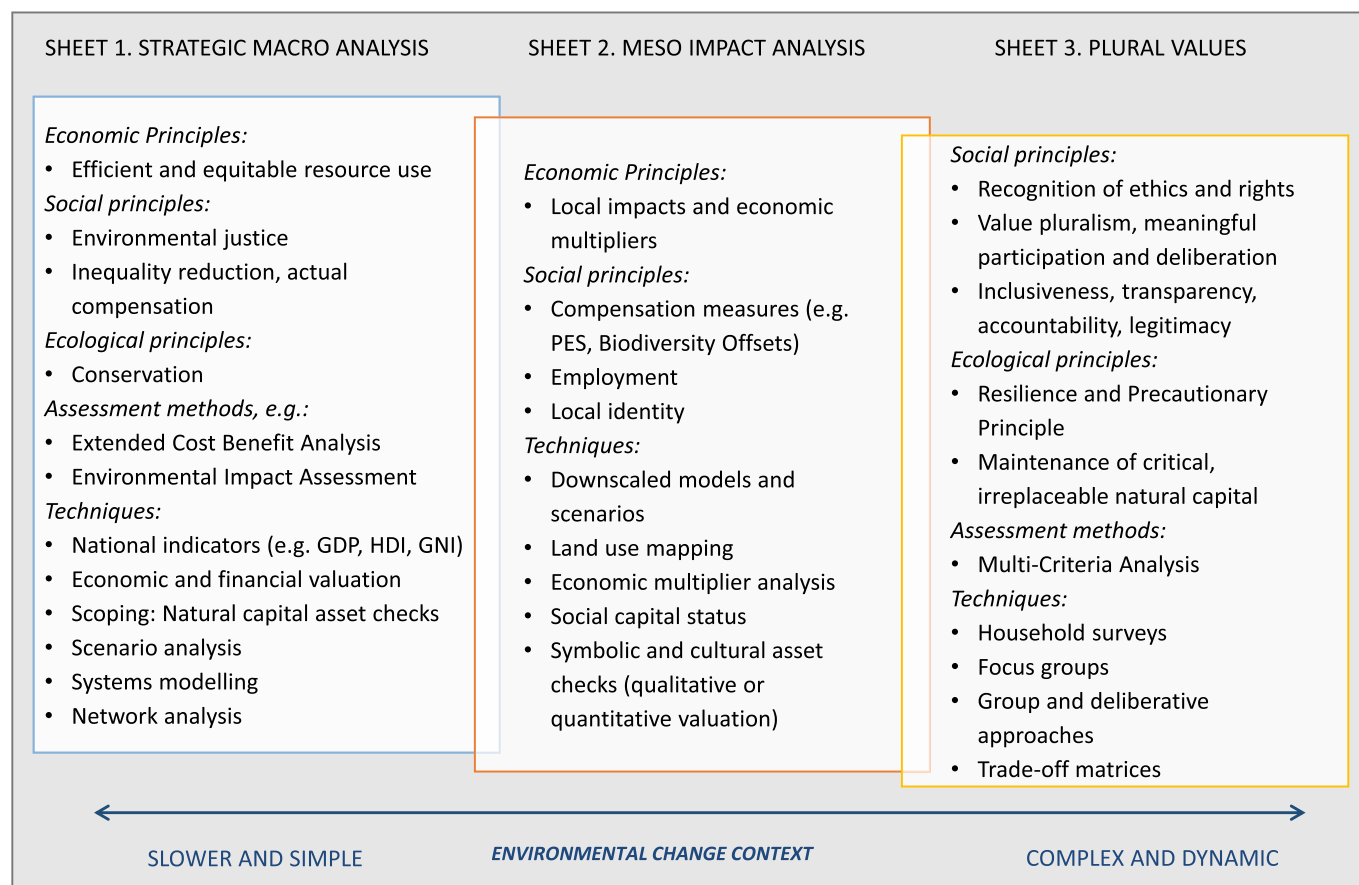 SHEET 1. STRATEGIC MACRO ANALYSIS
Economic Principles:
• Efficient and equitable resource use
Social principles:
• Environmental justice
• Inequality reduction, actual
compensation
Ecological principles:
• Conservation
Assessment methods, e.g.:
• Extended Cost Benefit Analysis
• Environmental Impact Assessment
Techniques:
• National indicators (e.g. GDP, HDI, GNI)
• Economic and financial valuation
• Scoping: Natural capital asset checks
• Scenario analysis
• Systems modelling
• Network analysis
SHEET 2. MESO IMPACT ANALYSIS
Economic Principles:
• Local impacts and economic
multipliers
Social principles:
• Compensation measures (e.g.
PES, Biodiversity Offsets)
• Employment
• Local identity
Techniques:
• Downscaled models and
scenarios
• Land use mapping
• Economic multiplier analysis
• Social capital status
• Symbolic and cultural asset
checks (qualitative or
quantitative valuation)
SHEET 3. PLURAL VALUES
Social principles:
• Recognition of ethics and rights
• Value pluralism, meaningful
participation and deliberation
• Inclusiveness, transparency,
accountability, legitimacy
Ecological principles:
• Resilience and Precautionary
Principle
• Maintenance of critical,
irreplaceable natural capital
Assessment methods:
• Multi-Criteria Analysis
Techniques:
• Household surveys
• Focus groups
• Group and deliberative
approaches
• Trade-off matrices
SLOWER AND SIMPLE
ENVIRONMENTAL CHANGE CONTEXT
COMPLEX AND DYNAMIC